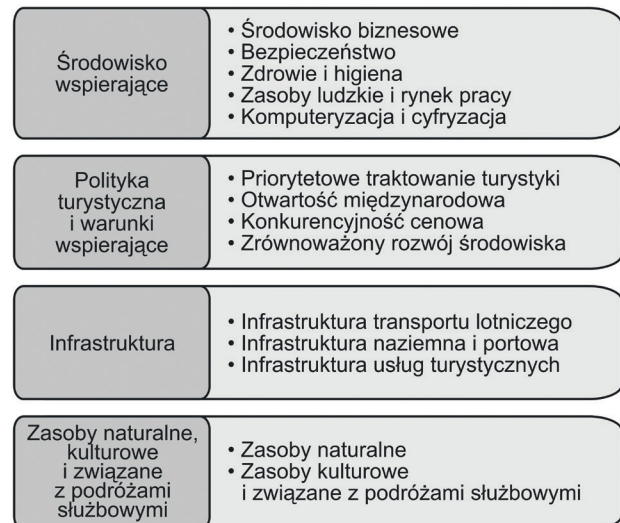 Środowisko
wspierające
• Środowisko biznesowe
• Bezpieczeństwo
• Zdrowie i higiena
• Zasoby ludzkie i rynek pracy
• Komputeryzacja i cyfryzacja
Polityka
turystyczna
i warunki
wspierające
• Priorytetowe traktowanie turystyki
• Otwartość międzynarodowa
• Konkurencyjność cenowa
• Zrównoważony rozwój środowiska
Infrastruktura
• Infrastruktura transportu lotniczego
• Infrastruktura naziemna i portowa
• Infrastruktura usług turystycznych
Zasoby naturalne,
kulturowe
i związane
z podróżami
służbowymi
• Zasoby naturalne
• Zasoby kulturowe
i związane z podróżami służbowymi